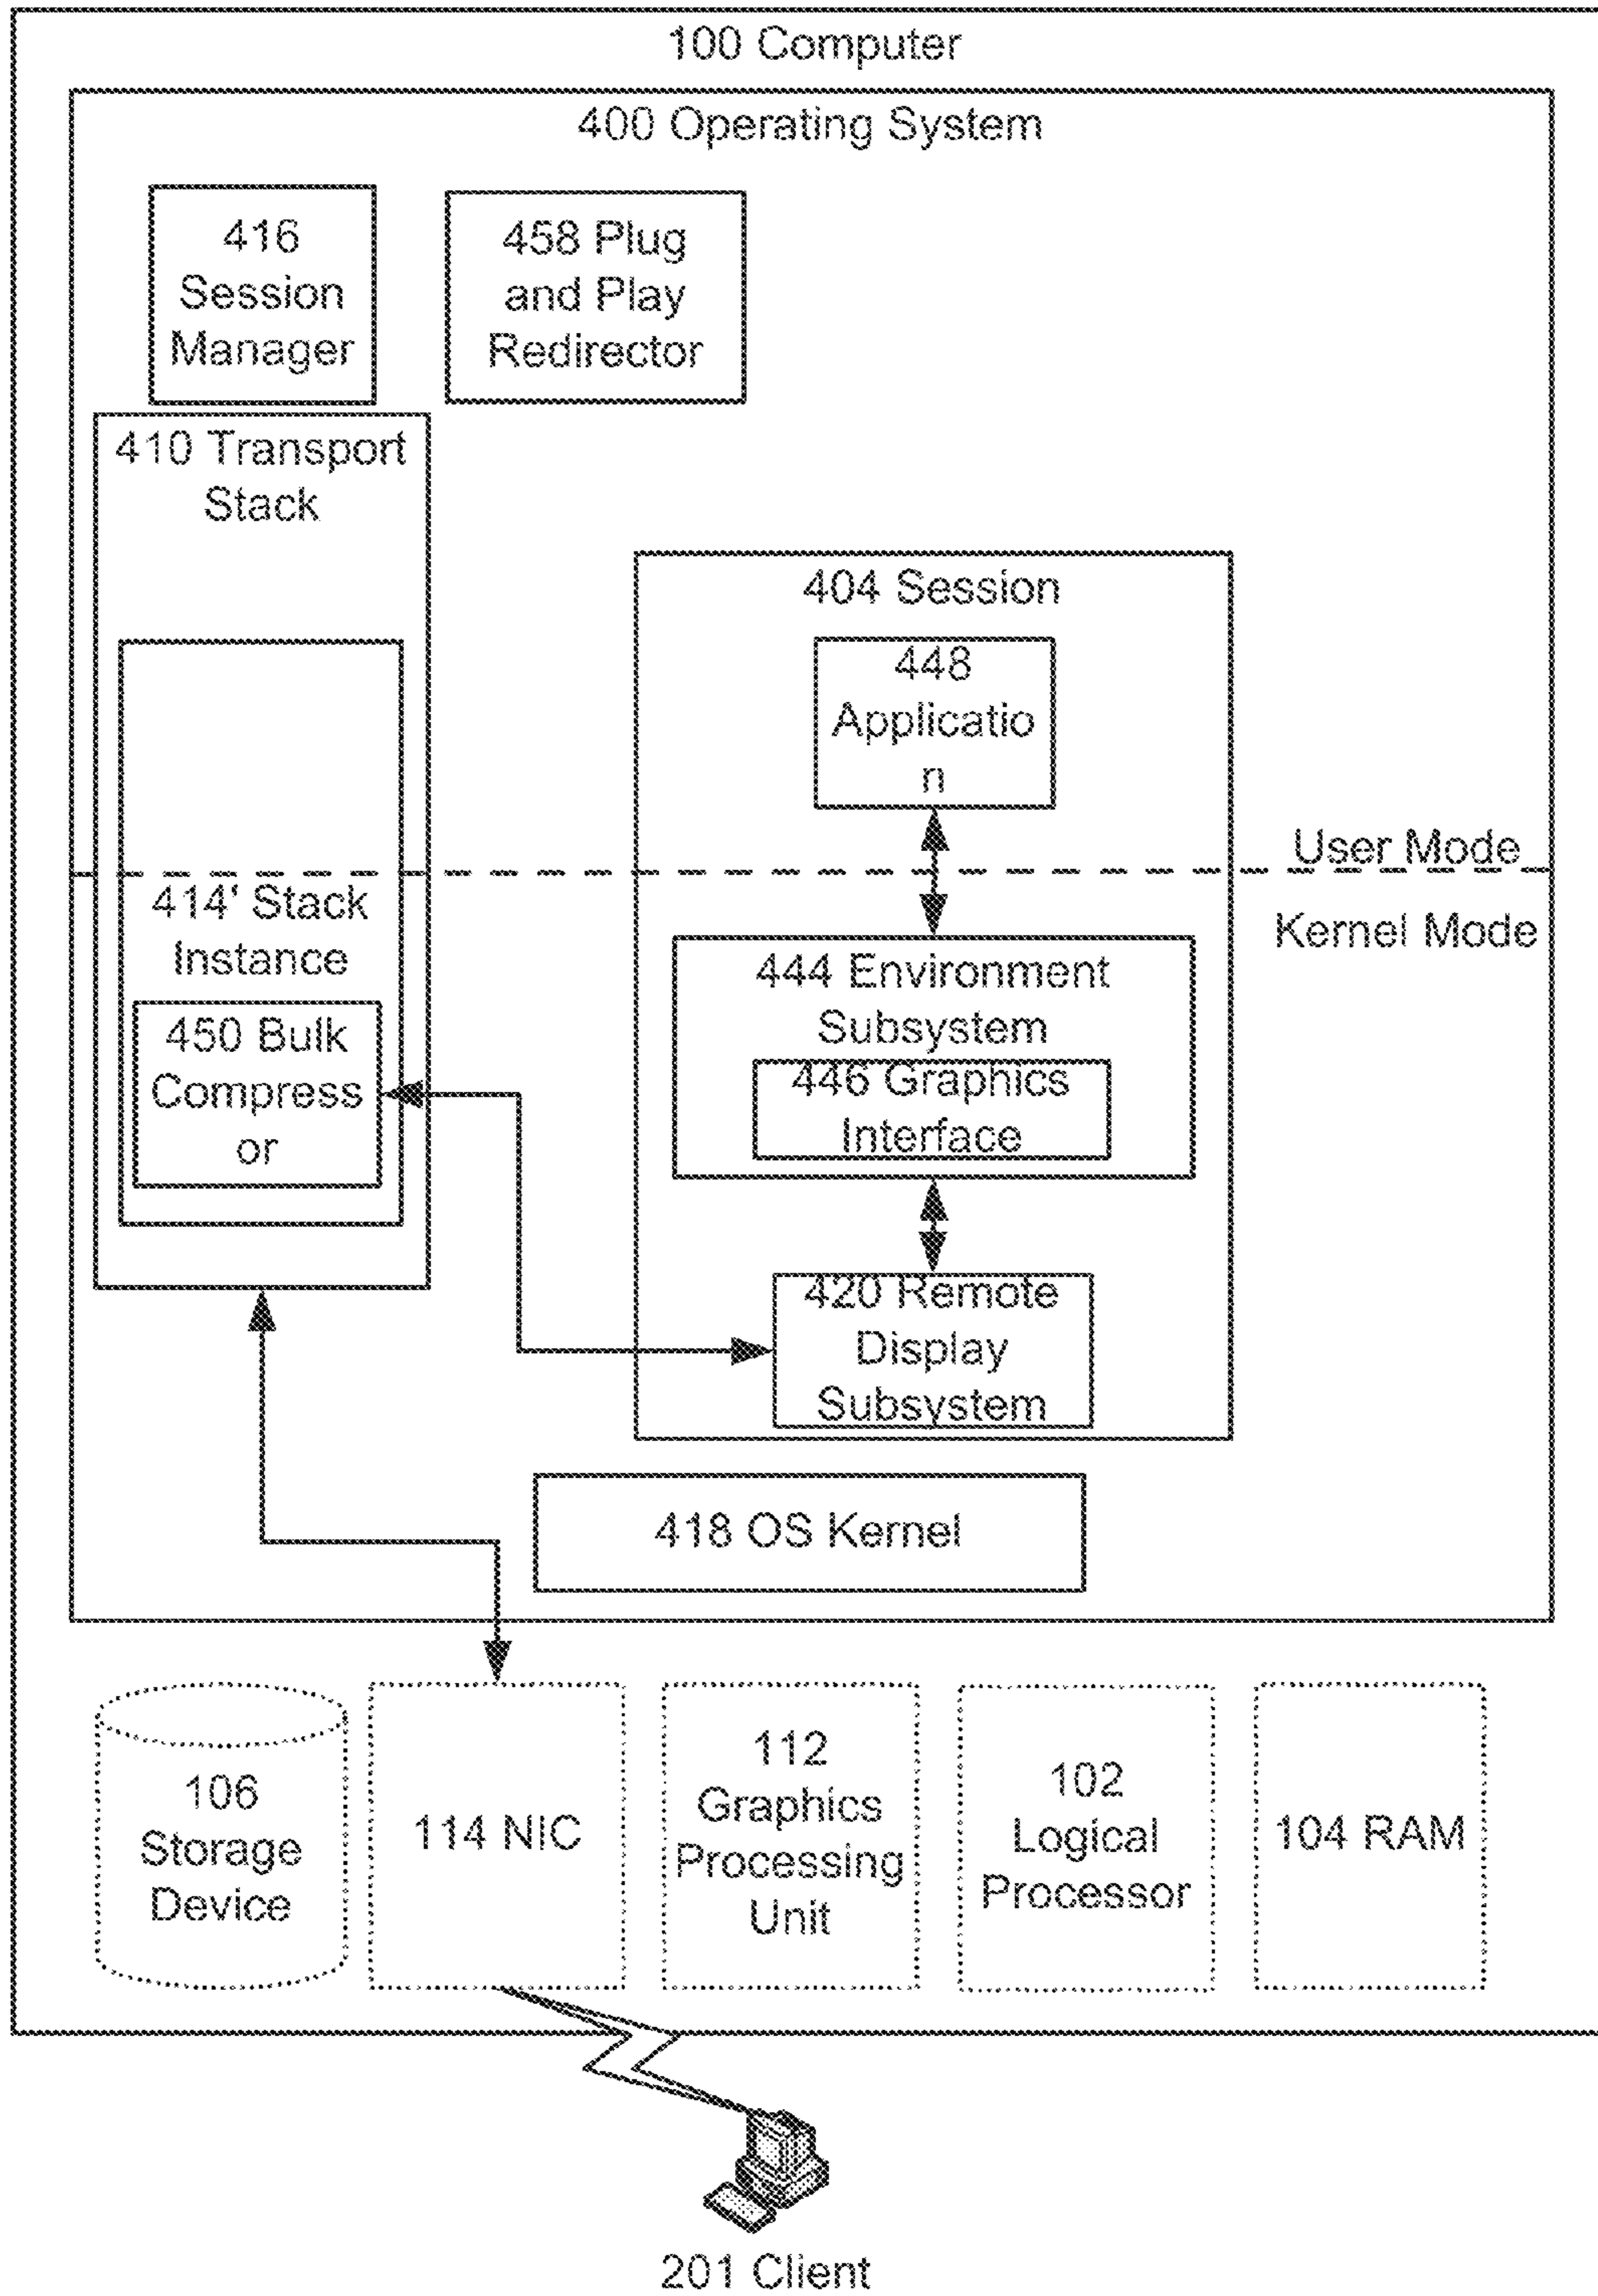 100 Computer
400 Operating System
416
Session
Manager
458 Plug
and Play
Redirector
410 Transport
Stack
404 Session
448
Applicatio
n
User Mode
Kernel Mode
414' Stack
Instance
450 Bulk
Compress
or
444 Environment
Subsystem
446 Graphics
Interface
420 Remote
Display
Subsystem
418 OS Kernel
106
Storage
Device
114 NIC
112
Graphics
Processing
Unit
102
Logical
Processor
104 RAM
201 Client